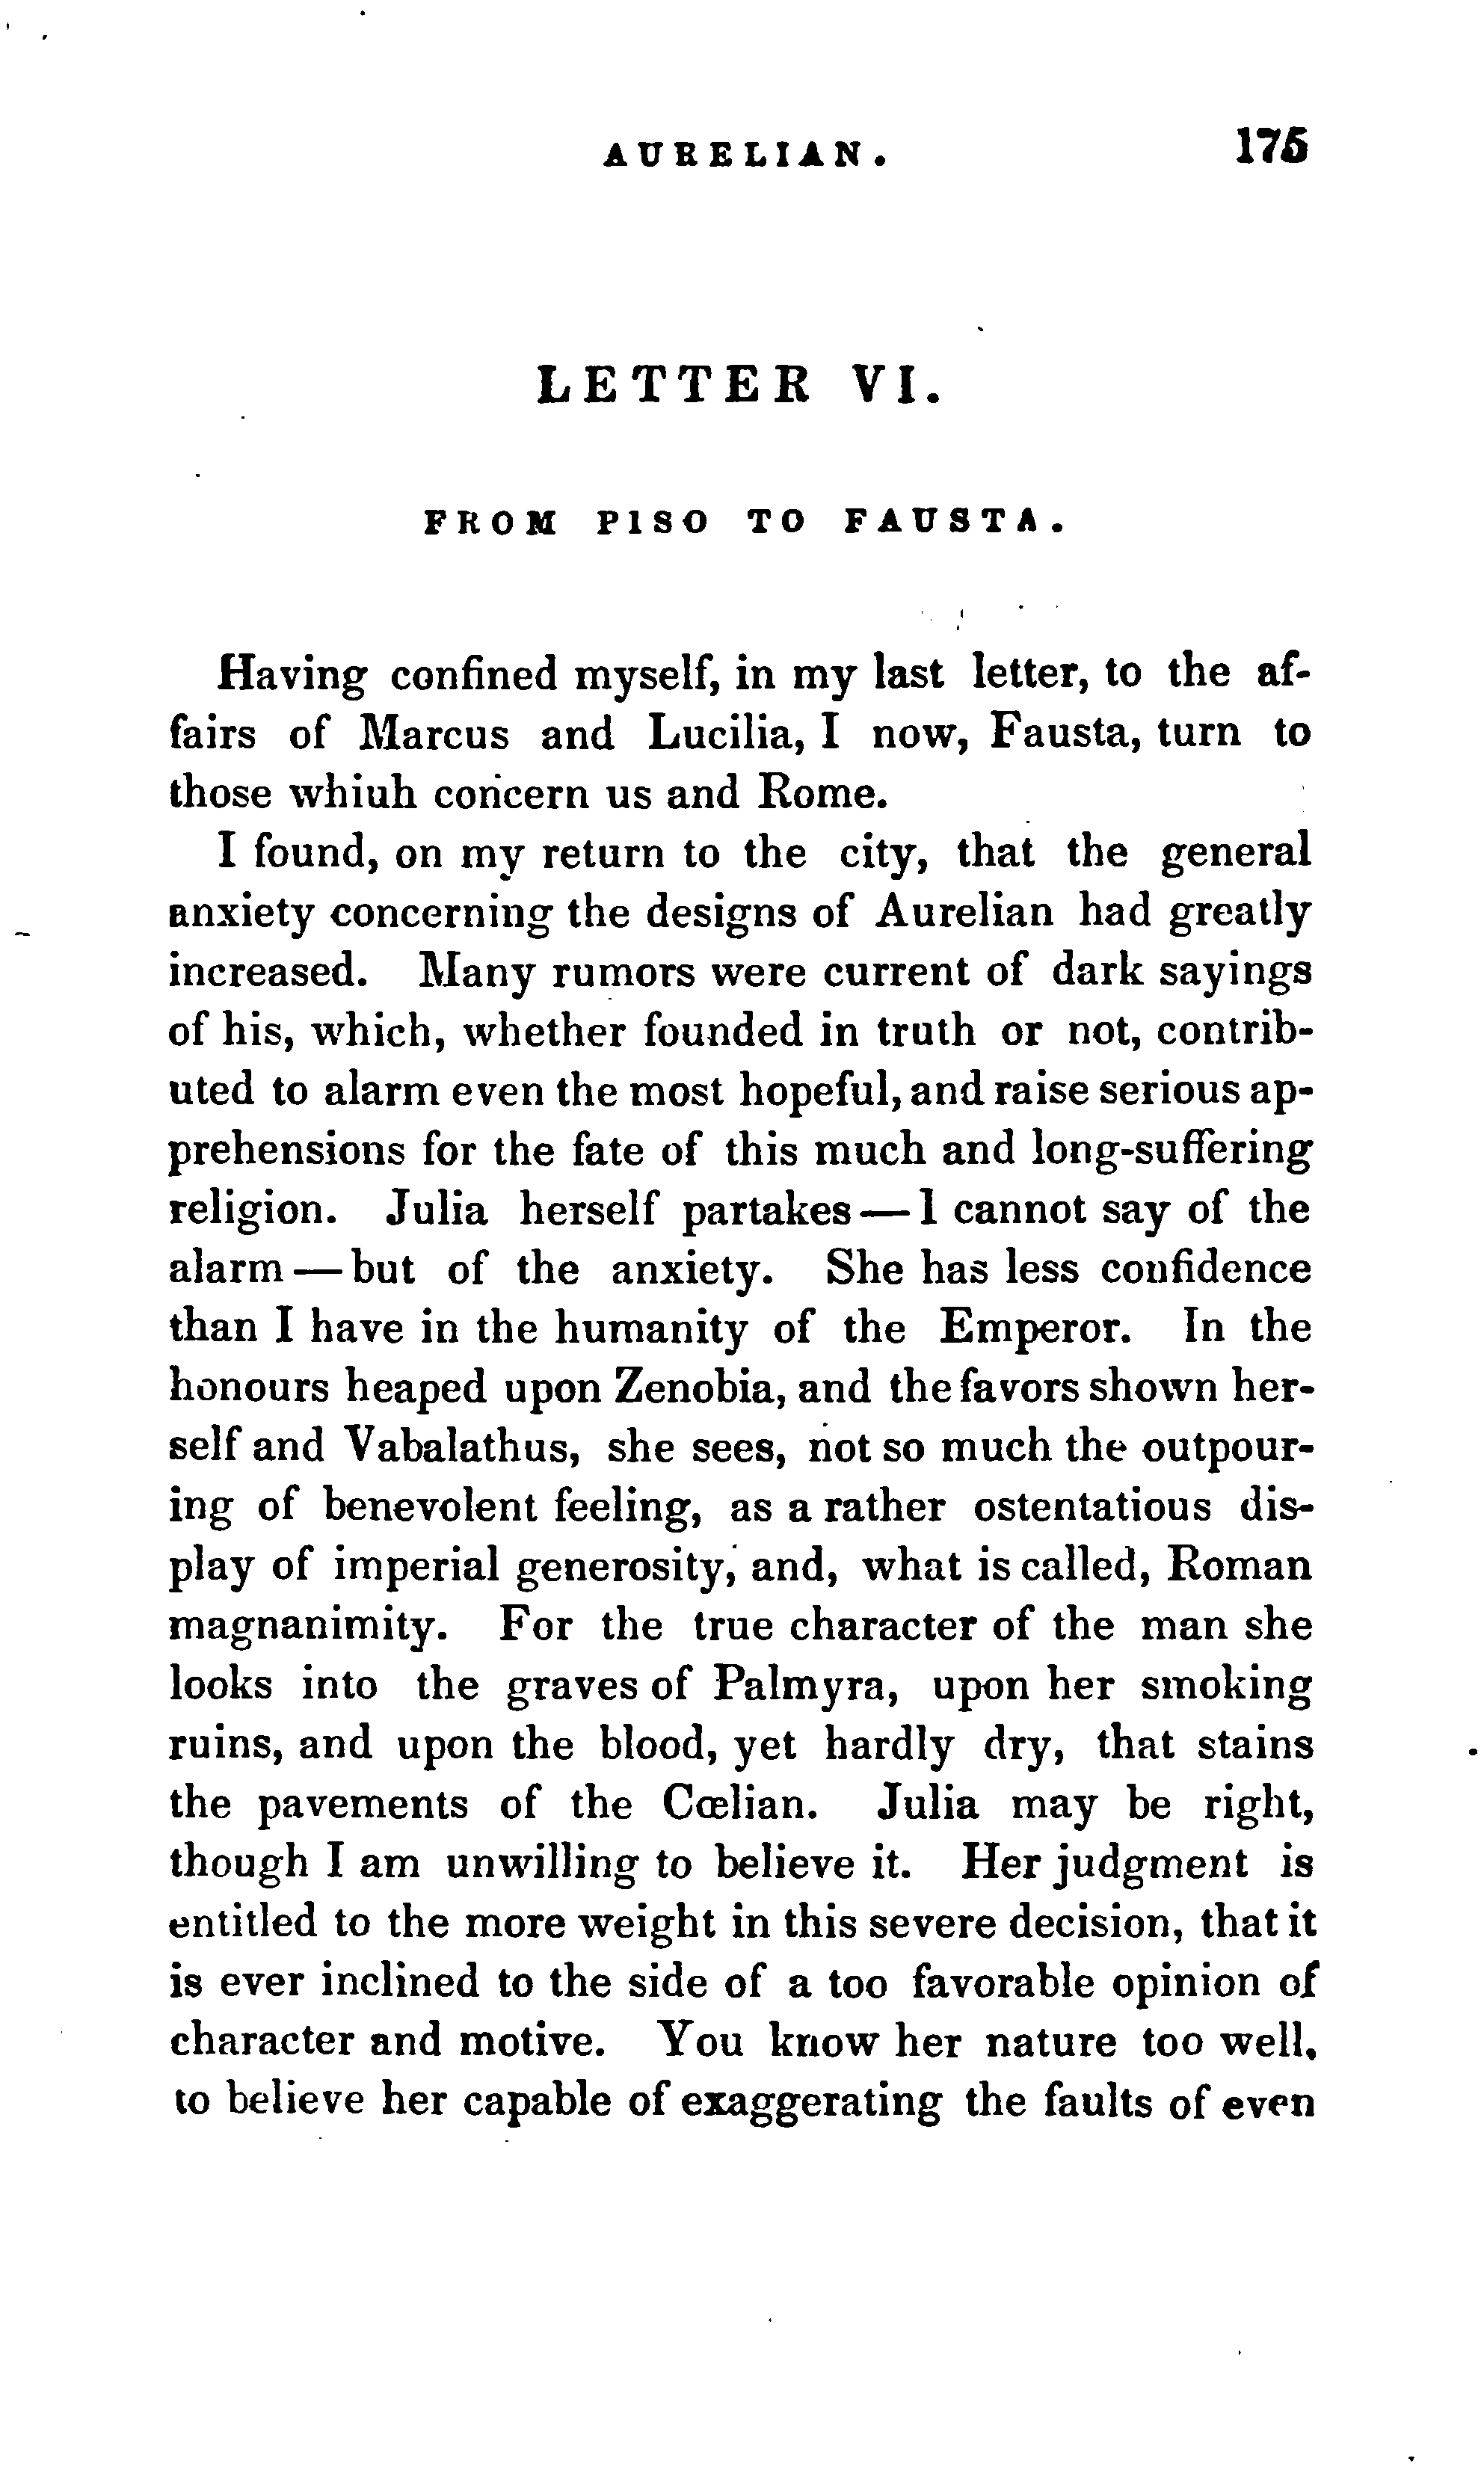 AURELIAN. 175
LETTER VI.
FROM PISO TO FAUSTA.
Having confined myself, in my last letter, to the af-
fairs of Marcus and Lucilia, I now, Fausta, turn to
those whiuh concern us and Rome.
I found, on my return to the city, that the general
anxiety concerning the designs of Aurelian had greatly
increased. Many rumors were current of dark sayings
of his, which, whether founded in truth or not, contrib-
uted to alarm even the most hopeful, and raise serious ap-
prehensions for the fate of this much and long-suffering
religion. Julia herself partakes—I cannot say of the
alarm—but of the anxiety. She has less confidence
than I have in the humanity of the Emperor. In the
honours heaped upon Zenobia, and the favors shown her-
self and Vabalathus, she sees, not so much the outpour-
ing of benevolent feeling, as a rather ostentatious dis-
play of imperial generosity, and, what is called, Roman
magnanimity. For the true character of the man she
looks into the graves of Palmyra, upon her smoking
ruins, and upon the blood, yet hardly dry, that stains
the pavements of the Cœlian. Julia may be right,
though I am unwilling to believe it. Her judgment is
entitled to the more weight in this severe decision, that it
is ever inclined to the side of a too favorable opinion of
character and motive. You know her nature too well,
to believe her capable of exaggerating the faults of even